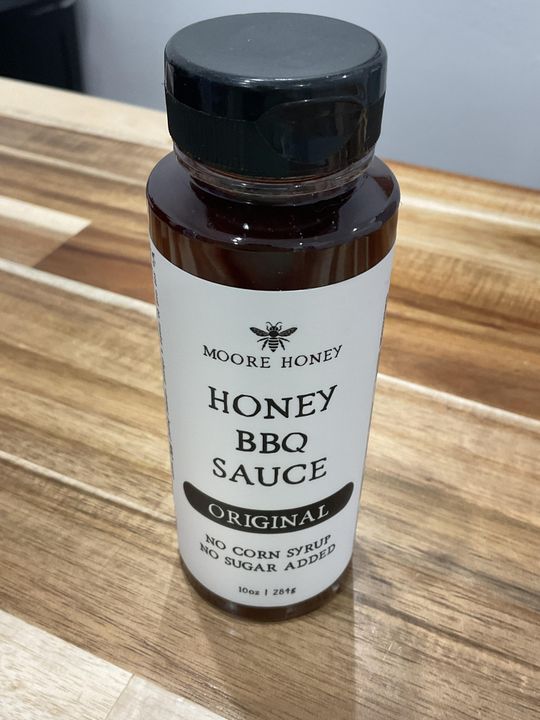 MOORE HONEY
HONEY
BBQ
SAUCE
ORIGINAL
NO CORN SYRUP
NO SUGAR ADDED
10oz | 284g